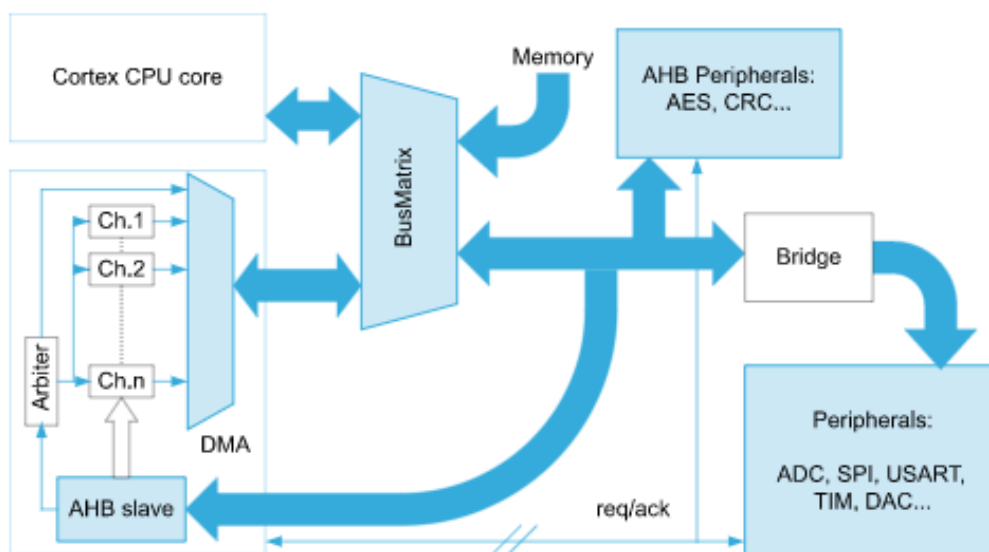 Cortex CPU core
Memory
AHB Peripherals:
AES, CRC...
BusMatrix
Ch.1
Ch.2
Ch.n
Arbiter
DMA
AHB slave
Bridge
Peripherals:
ADC, SPI, USART,
TIM, DAC...
req/ack